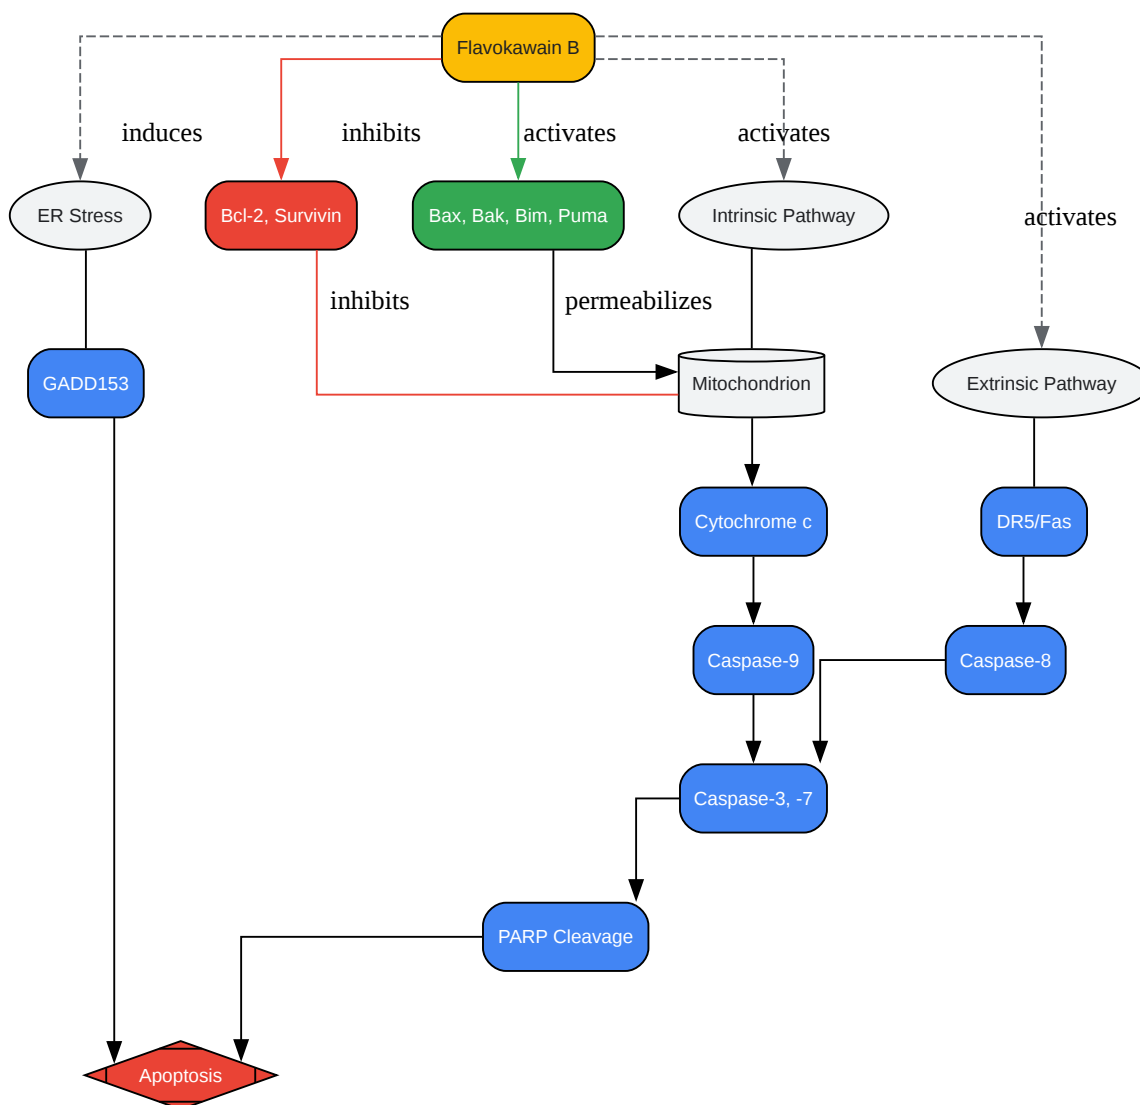 Flavokawain B
induces
inhibits
activates
activates
ER Stress
Bcl-2, Survivin
Bax, Bak, Bim, Puma
Intrinsic Pathway
activates
inhibits
permeabilizes
GADD153
Mitochondrion
Extrinsic Pathway
Cytochrome c
DR5/Fas
Caspase-9
Caspase-8
Caspase-3, -7
PARP Cleavage
Apoptosis